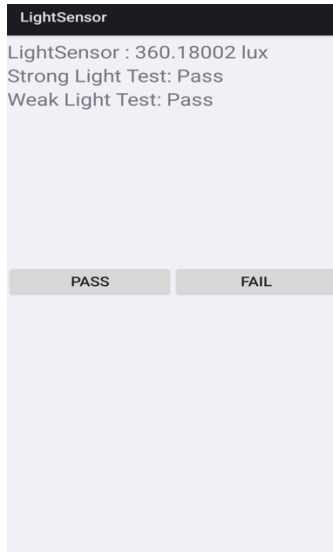 LightSensor
LightSensor : 360.18002 lux
Strong Light Test: Pass
Weak Light Test: Pass
PASS FAIL